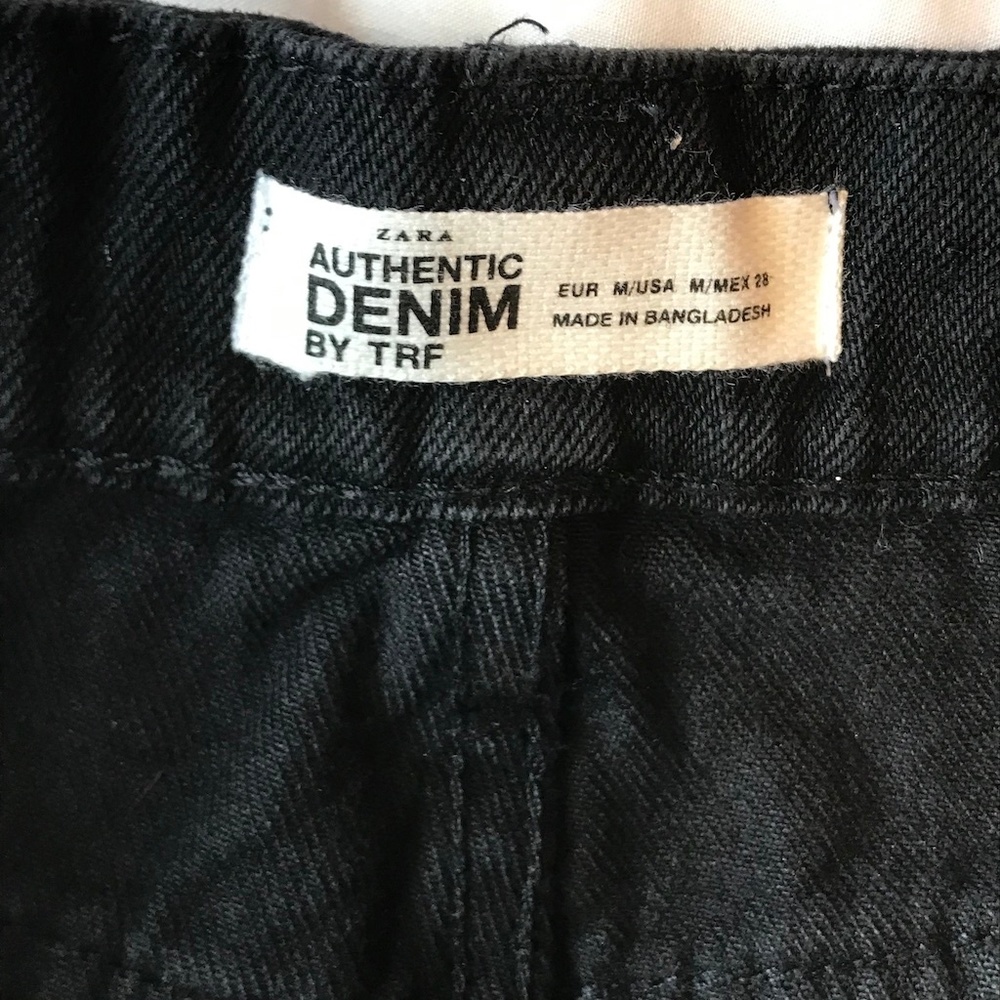 ZARA
AUTHENTIC
DENIM
BY TRF
EUR M/USA M/MEX 28
MADE IN BANGLADESH